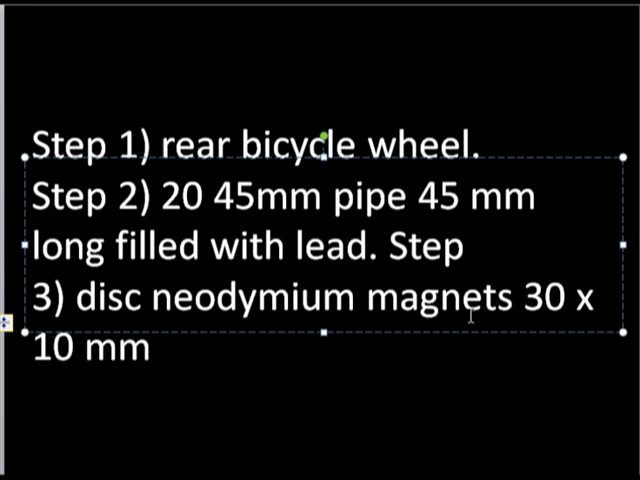 Step 1) rear bicycle wheel.
Step 2) 20 45mm pipe 45 mm
long filled with lead. Step
3) disc neodymium magnets 30 x
10 mm